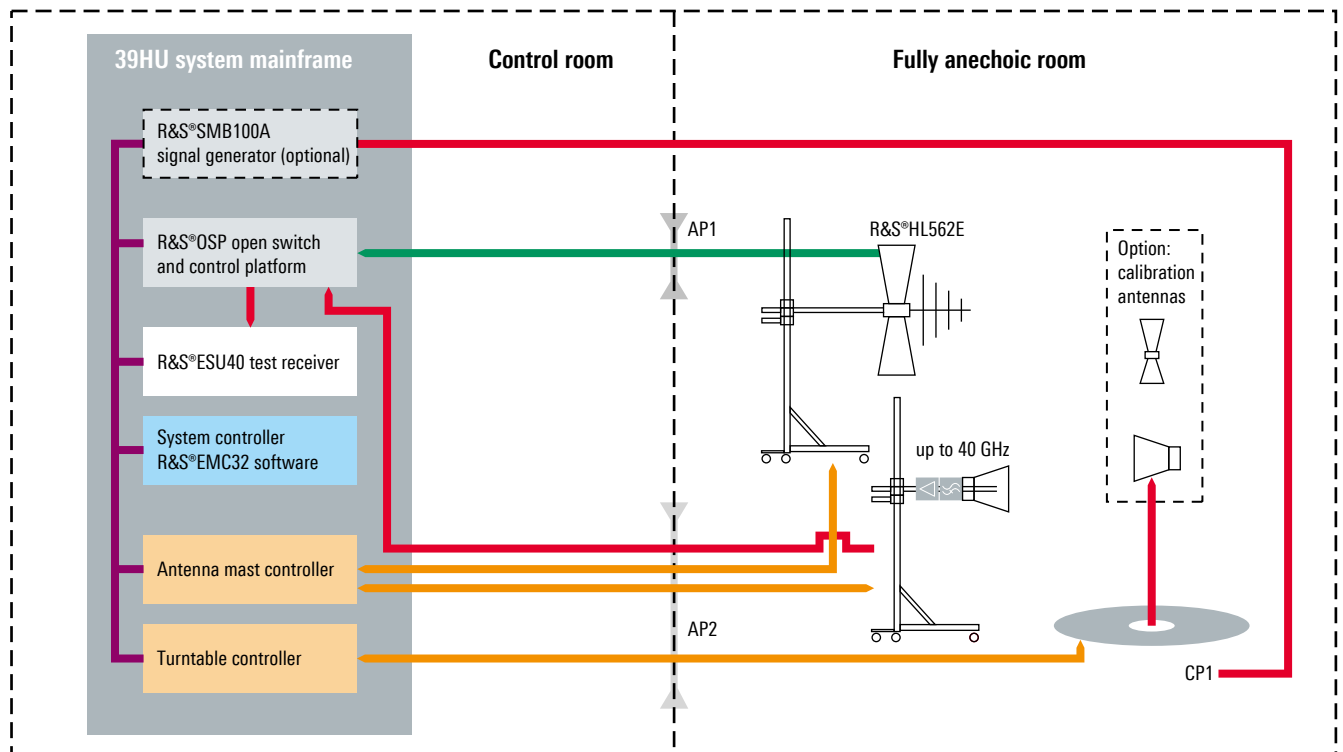 39HU system mainframe
Control room
Fully anechoic room
R&S®SMB100A
signal generator (optional)
R&S®OSP open switch
and control platform
AP1
R&S®HL562E
Option:
calibration
antennas
R&S®ESU40 test receiver
System controller
R&S®EMC32 software
up to 40 GHz
Antenna mast controller
AP2
Turntable controller
CP1